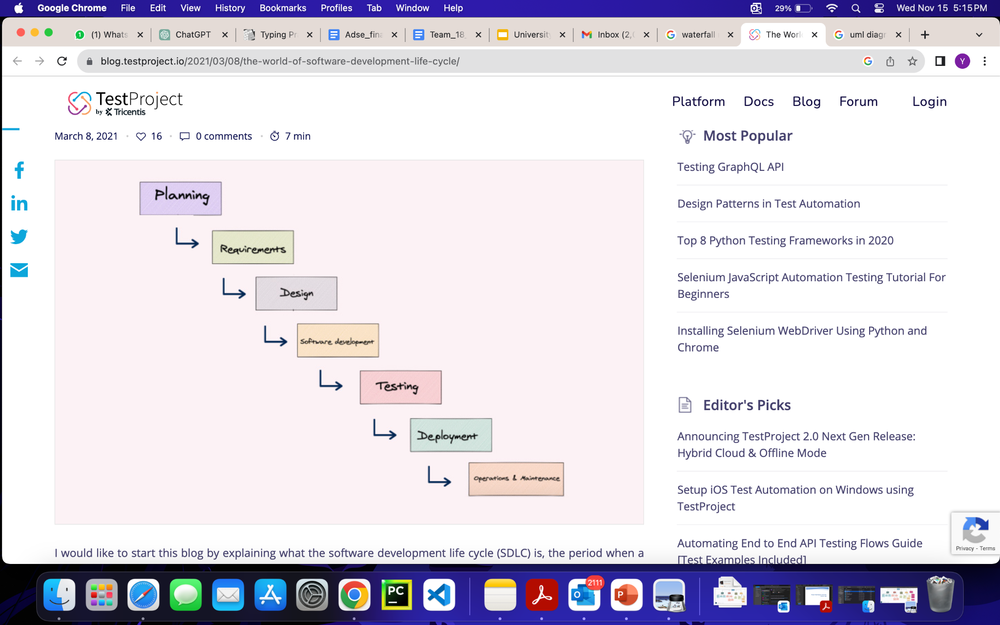 Google Chrome File Edit View History Bookmarks Profiles Tab Window Help 29% Wed Nov 15 5:15 PM
1 (1) Whats ChatGPT Typing Pr Adse_fina Team_18_ University Inbox (2, waterfall The Worl uml diagr
blog.testproject.io/2021/03/08/the-world-of-software-development-life-cycle/ Y
TestProject
by Tricentis
Platform Docs Blog Forum Login
March 8, 2021 16 0 comments 7 min
Planning
Requirements
Design
Software development
Testing
Deployment
Operations & Maintenance
I would like to start this blog by explaining what the software development life cycle (SDLC) is, the period when a
Most Popular
Testing GraphQL API
Design Patterns in Test Automation
Top 8 Python Testing Frameworks in 2020
Selenium JavaScript Automation Testing Tutorial For
Beginners
Installing Selenium WebDriver Using Python and
Chrome
Editor's Picks
Announcing TestProject 2.0 Next Gen Release:
Hybrid Cloud & Offline Mode
Setup iOS Test Automation on Windows using
TestProject
Automating End to End API Testing Flows Guide
[Test Examples Included]
Privacy - Terms
PC 2111